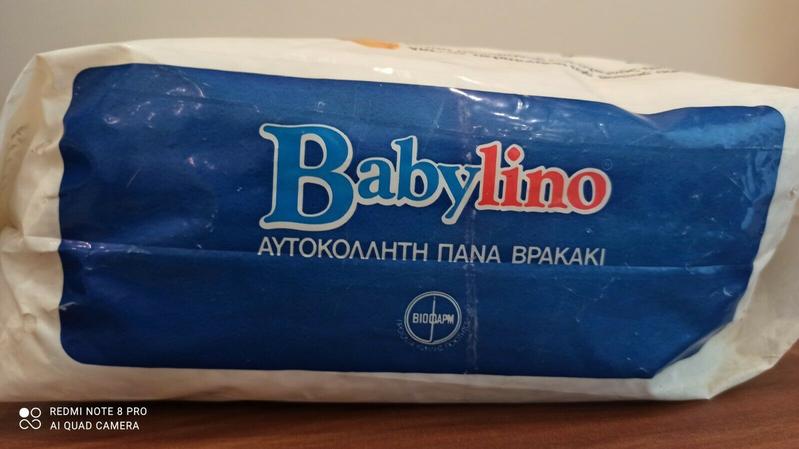 Babylino
ΑΥΤΟΚΟΛΛΗΤΗ ΠΑΝΑ ΒΡΑΚΑΚΙ
ΒΙΟΦΑΡΜ
REDMI NOTE 8 PRO
AI QUAD CAMERA